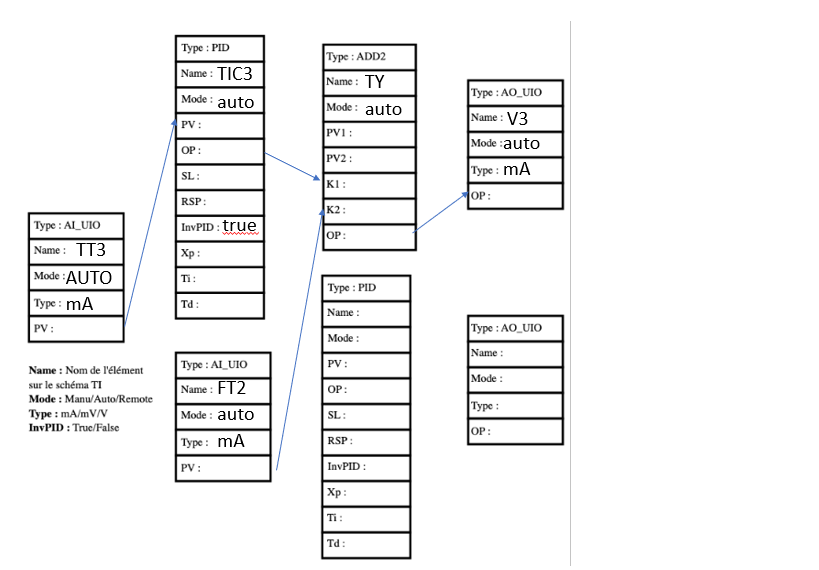 Type : PID
Name : TIC3
Mode : auto
PV :
OP :
SL :
RSP :
InvPID : true
Xp :
Ti :
Td :
Type : ADD2
Name : TY
Mode : auto
PV1 :
PV2 :
K1 :
K2 :
OP :
Type : AO_UIO
Name : V3
Mode : auto
Type : mA
OP :
Type : AI_UIO
Name : TT3
Mode : AUTO
Type : mA
PV :
Name : Nom de l'élément
sur le schéma TI
Mode : Manu/Auto/Remote
Type : mA/mV/V
InvPID : True/False
Type : AI_UIO
Name : FT2
Mode : auto
Type : mA
PV :
Type : PID
Name :
Mode :
PV :
OP :
SL :
RSP :
InvPID :
Xp :
Ti :
Td :
Type : AO_UIO
Name :
Mode :
Type :
OP :